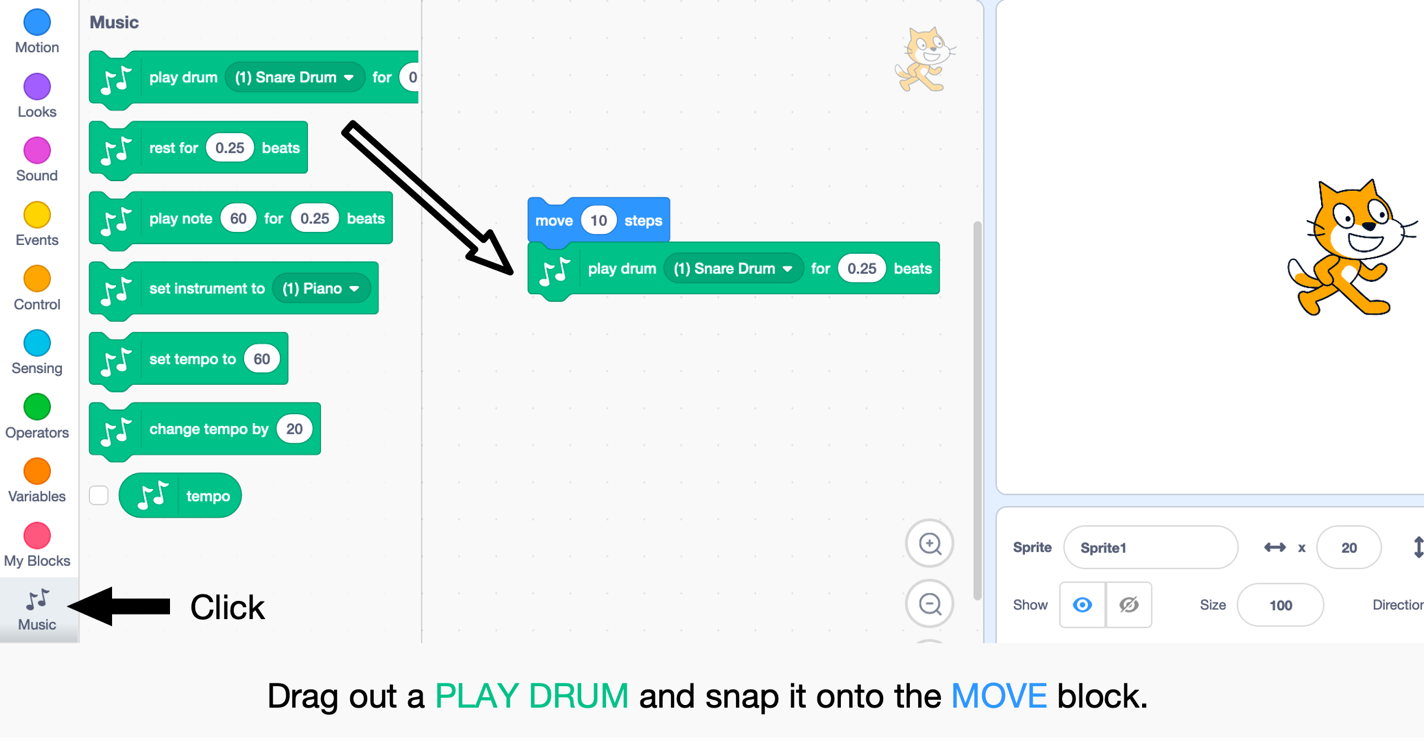 Motion
Looks
Sound
Events
Control
Sensing
Operators
Variables
My Blocks
Music
Click
Music
play drum (1) Snare Drum for 0
rest for 0.25 beats
play note 60 for 0.25 beats
set instrument to (1) Piano
set tempo to 60
change tempo by 20
tempo
move 10 steps
play drum (1) Snare Drum for 0.25 beats
Sprite Sprite1 x 20
Show Size 100 Direction
Drag out a PLAY DRUM and snap it onto the MOVE block.